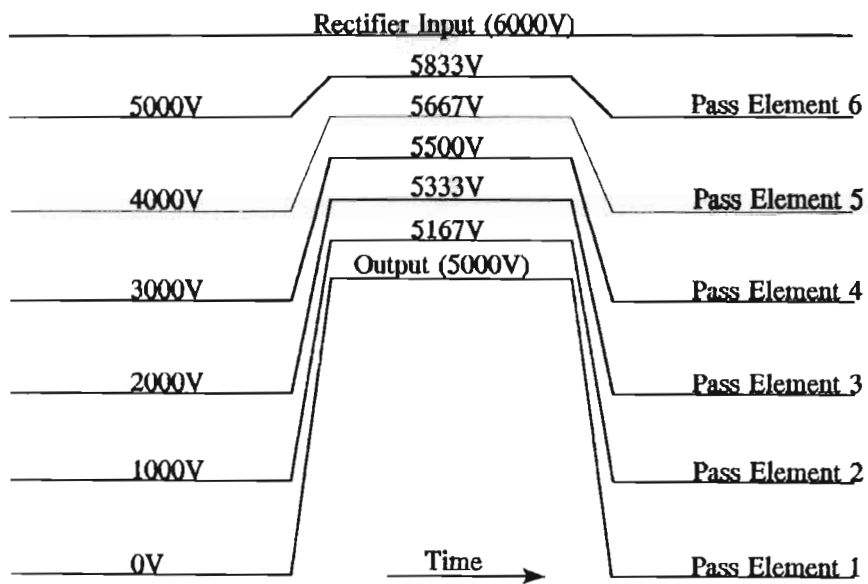 Rectifier Input (6000V)
5833V
5000V
5667V
Pass Element 6
5500V
4000V
5333V
Pass Element 5
5167V
Output (5000V)
3000V
Pass Element 4
2000V
Pass Element 3
1000V
Pass Element 2
0V
Time
Pass Element 1